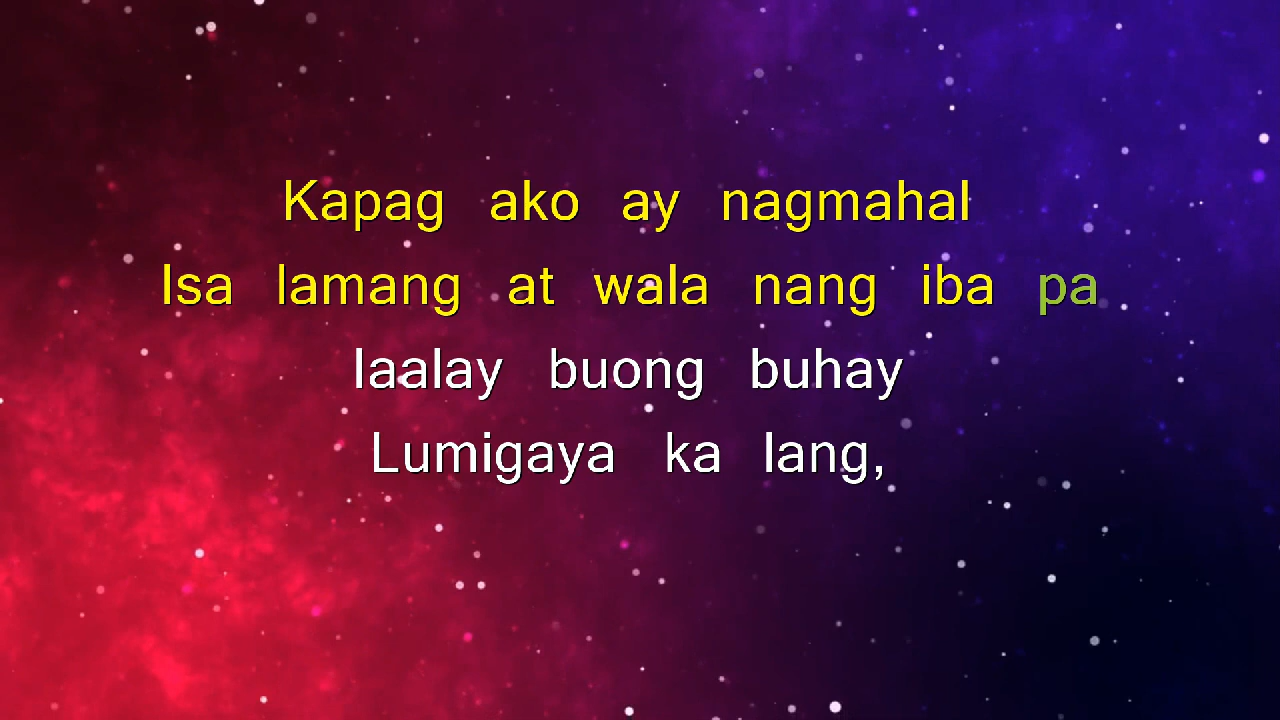 Kapag ako ay nagmahal
Isa lamang at wala nang iba pa
Iaalay buong buhay
Lumigaya ka lang,